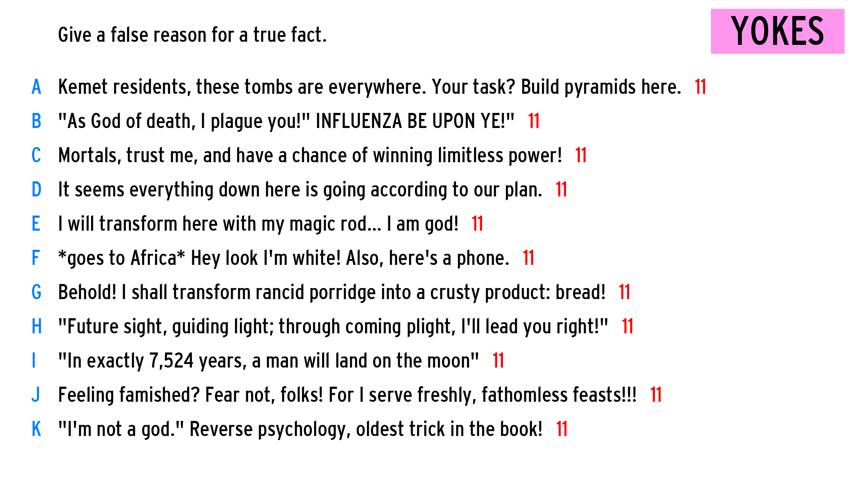 Give a false reason for a true fact.
YOKES
A Kemet residents, these tombs are everywhere. Your task? Build pyramids here. 11
B "As God of death, I plague you!" INFLUENZA BE UPON YE!" 11
C Mortals, trust me, and have a chance of winning limitless power! 11
D It seems everything down here is going according to our plan. 11
E I will transform here with my magic rod... I am god! 11
F *goes to Africa* Hey look I'm white! Also, here's a phone. 11
G Behold! I shall transform rancid porridge into a crusty product: bread! 11
H "Future sight, guiding light; through coming plight, I'll lead you right!" 11
I "In exactly 7,524 years, a man will land on the moon" 11
J Feeling famished? Fear not, folks! For I serve freshly, fathomless feasts!!! 11
K "I'm not a god." Reverse psychology, oldest trick in the book! 11